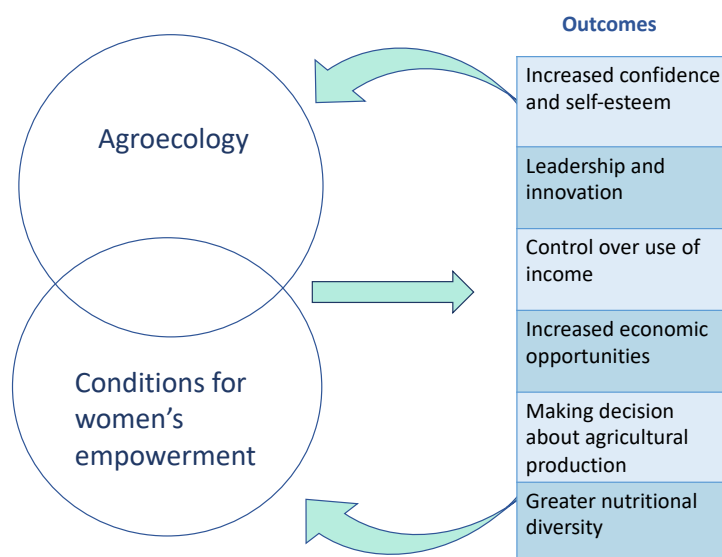 Outcomes
Agroecology
Conditions for
women's
empowerment
Increased confidence
and self-esteem
Leadership and
innovation
Control over use of
income
Increased economic
opportunities
Making decision
about agricultural
production
Greater nutritional
diversity